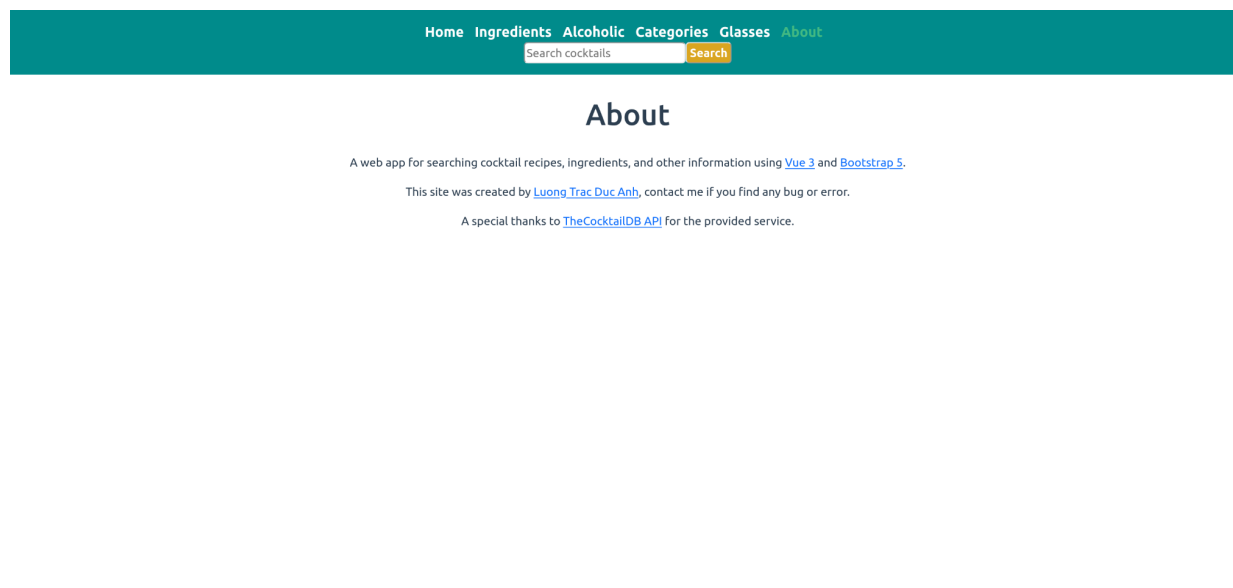 Home Ingredients Alcoholic Categories Glasses About
Search cocktails Search
About
A web app for searching cocktail recipes, ingredients, and other information using Vue 3 and Bootstrap 5.
This site was created by Luong Trac Duc Anh, contact me if you find any bug or error.
A special thanks to TheCocktailDB API for the provided service.